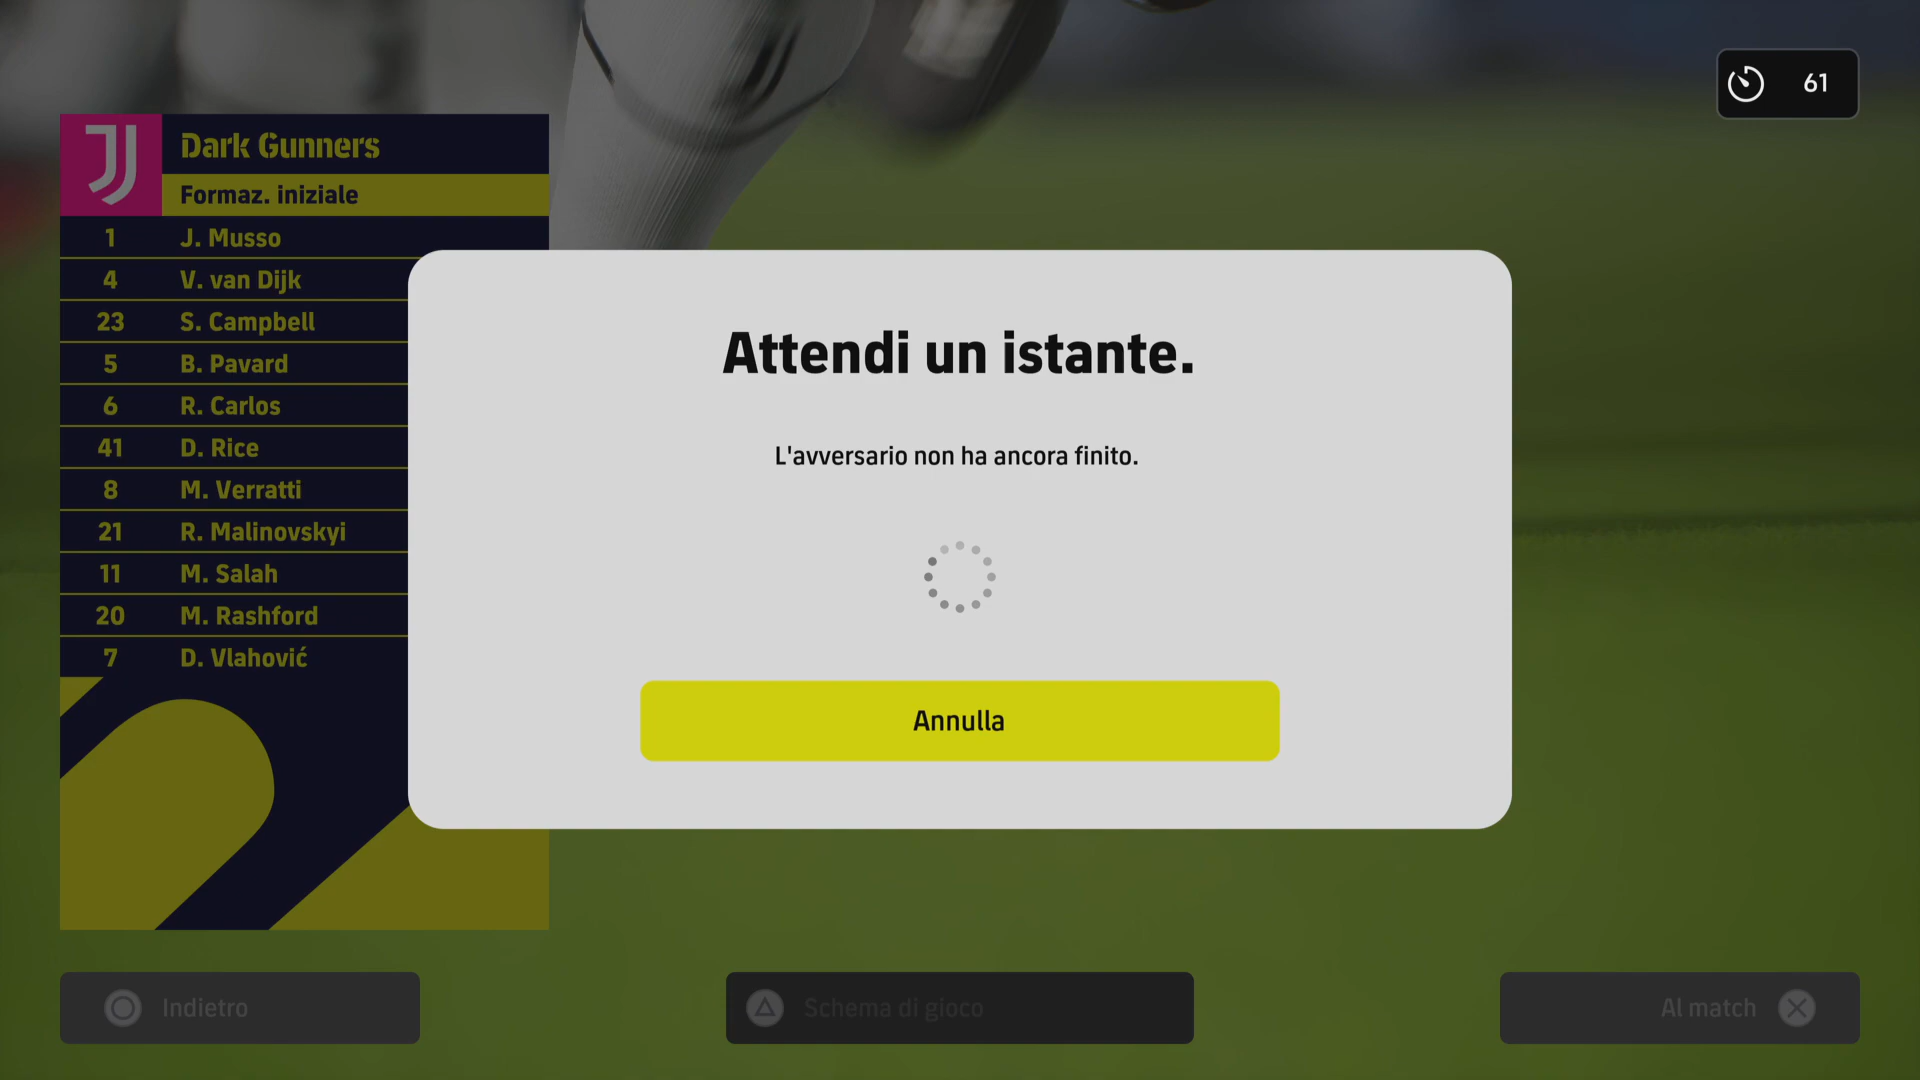 61
Dark Gunners
Formaz. iniziale
1 J. Musso
4 V. van Dijk
23 S. Campbell
5 B. Pavard
6 R. Carlos
41 D. Rice
8 M. Verratti
21 R. Malinovskyi
11 M. Salah
20 M. Rashford
7 D. Vlahović
Attendi un istante.
L'avversario non ha ancora finito.
Annulla
Indietro
Schema di gioco
Al match